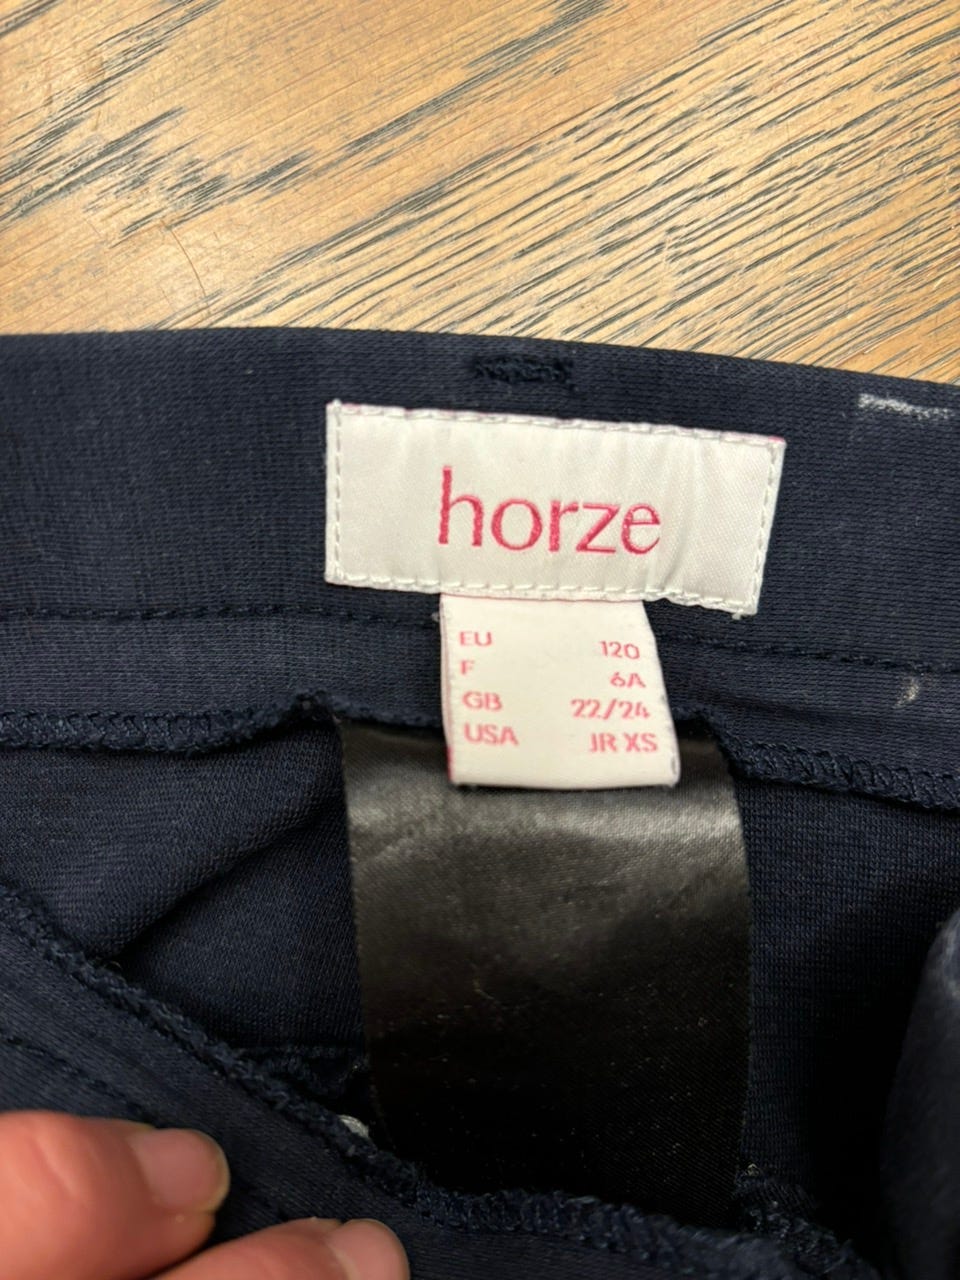 horze
EU 120
F 6A
GB 22/24
USA JR XS